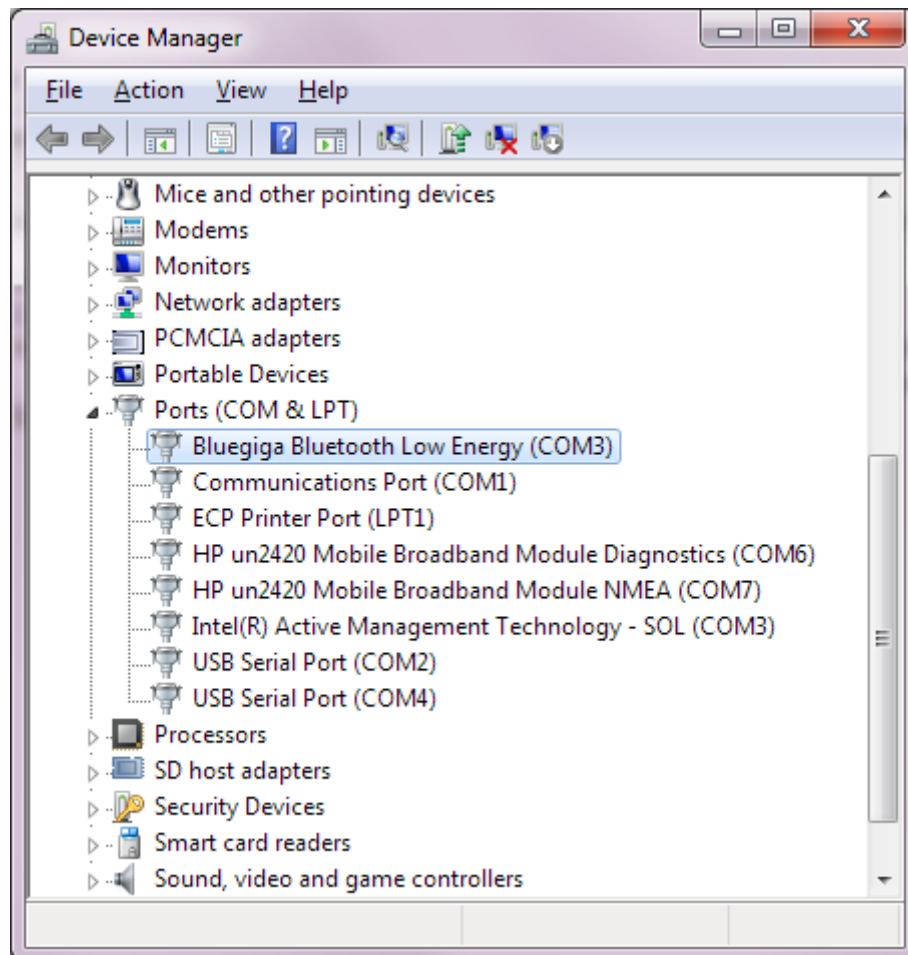 Device Manager
File Action View Help
Mice and other pointing devices
Modems
Monitors
Network adapters
PCMCIA adapters
Portable Devices
Ports (COM & LPT)
Bluegiga Bluetooth Low Energy (COM3)
Communications Port (COM1)
ECP Printer Port (LPT1)
HP un2420 Mobile Broadband Module Diagnostics (COM6)
HP un2420 Mobile Broadband Module NMEA (COM7)
Intel(R) Active Management Technology - SOL (COM3)
USB Serial Port (COM2)
USB Serial Port (COM4)
Processors
SD host adapters
Security Devices
Smart card readers
Sound, video and game controllers